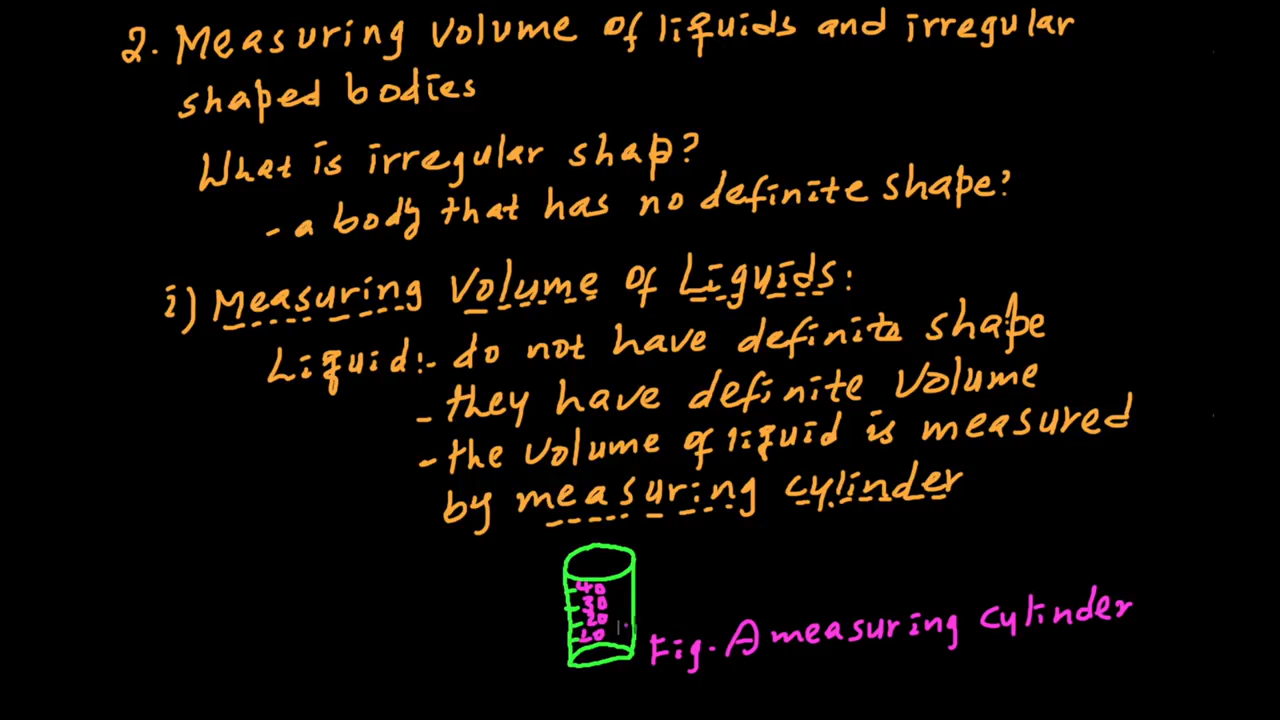 2. Measuring volume of liquids and irregular
shaped bodies
What is irregular shap?
- a body that has no definite shape?
i) Measuring Volume of Liquids:
Liquid:- do not have definite shape
- they have definite volume
- the volume of liquid is measured
by measuring cylinder
40
30
20
10
Fig. A measuring cylinder